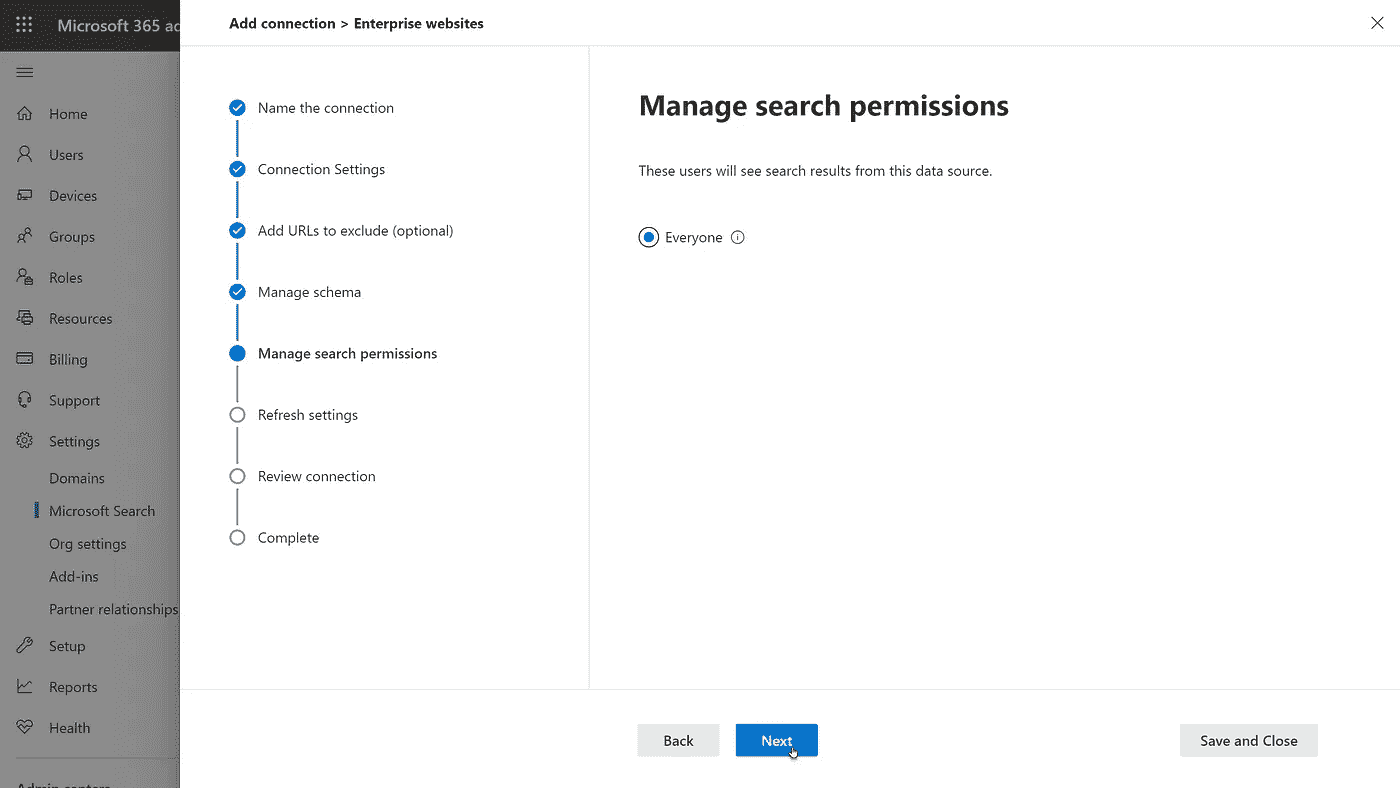 Microsoft 365 ad
Add connection > Enterprise websites
Home
Users
Devices
Groups
Roles
Resources
Billing
Support
Settings
Domains
Microsoft Search
Org settings
Add-ins
Partner relationships
Setup
Reports
Health
Admin centers
Name the connection
Connection Settings
Add URLs to exclude (optional)
Manage schema
Manage search permissions
Refresh settings
Review connection
Complete
Manage search permissions
These users will see search results from this data source.
Everyone
Back
Next
Save and Close